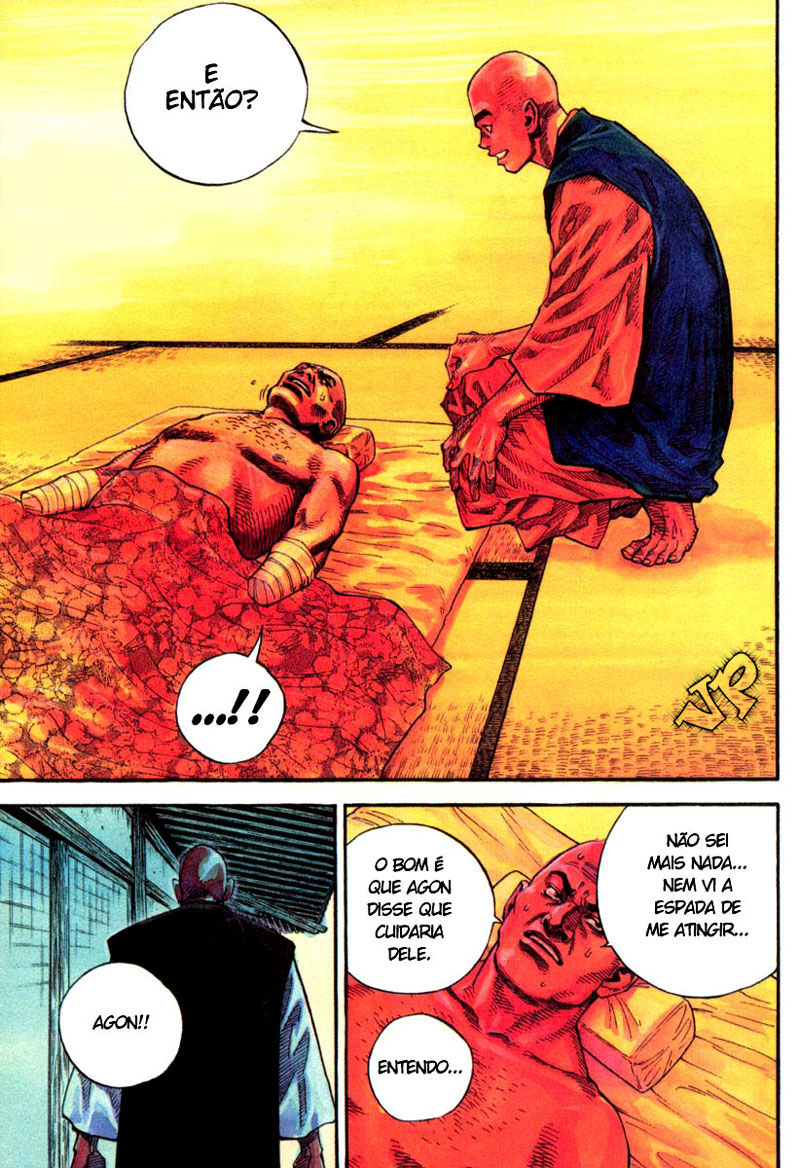 E
ENTÃO?
...!!
VP
NÃO SEI
MAIS NADA...
NEM VI A
ESPADA DE
ME ATINGIR...
O BOM É
QUE AGON
DISSE QUE
CUIDARIA
DELE.
ENTENDO...
AGON!!